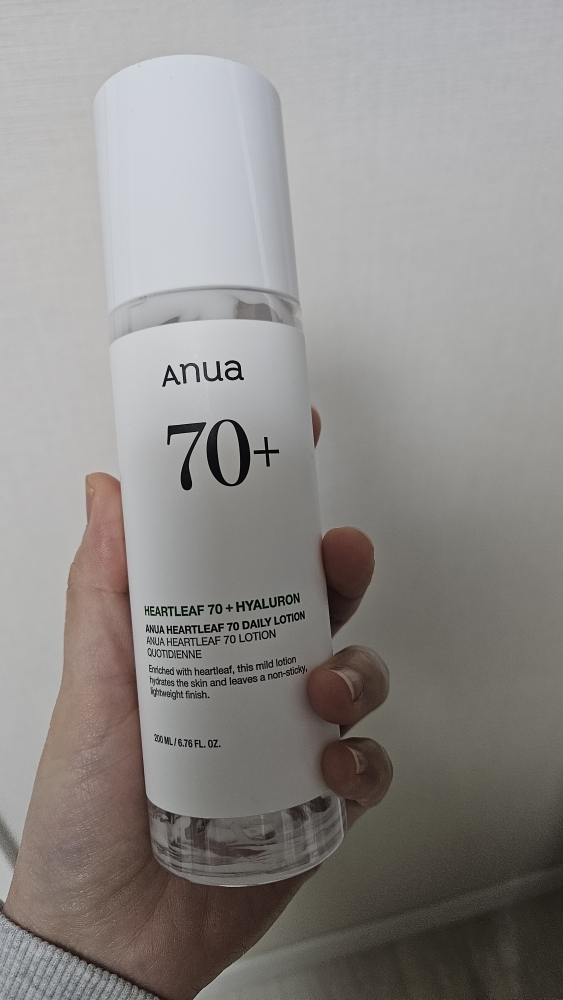 Anua
70+
HEARTLEAF 70 + HYALURON
ANUA HEARTLEAF 70 DAILY LOTION
ANUA HEARTLEAF 70 LOTION
QUOTIDIENNE
Enriched with heartleaf, this mild lotion
hydrates the skin and leaves a non-sticky,
lightweight finish.
200 ML / 6.76 FL. OZ.